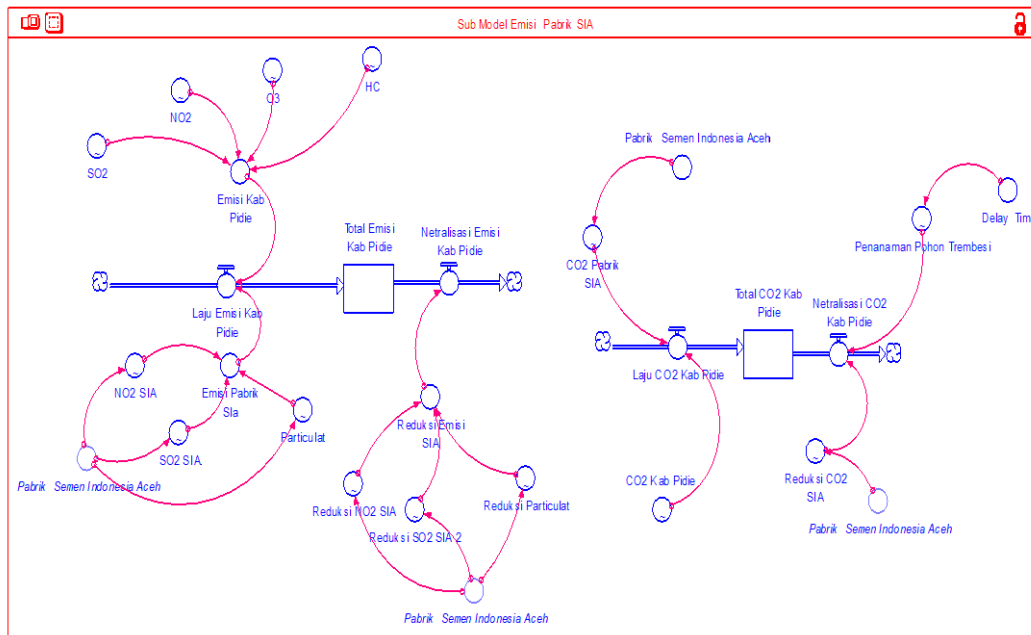 Sub Model Emisi Pabrik SIA
HC
O3
NO2
SO2
Emisi Kab
Pidie
Total Emisi
Kab Pidie
Netralisasi Emisi
Kab Pidie
Laju Emisi Kab
Pidie
NO2 SIA
Emisi Pabrik
SIa
SO2 SIA
Particulat
Pabrik Semen Indonesia Aceh
Reduksi Emisi
SIA
Reduksi NO2 SIA
Reduksi SO2 SIA 2
Reduksi Particulat
Pabrik Semen Indonesia Aceh
Pabrik Semen Indonesia Aceh
CO2 Pabrik
SIA
Delay Tim
Penanaman Pohon Trembesi
Total CO2 Kab
Pidie
Netralisasi CO2
Kab Pidie
Laju CO2 Kab Pidie
CO2 Kab Pidie
Reduksi CO2
SIA
Pabrik Semen Indonesia Aceh